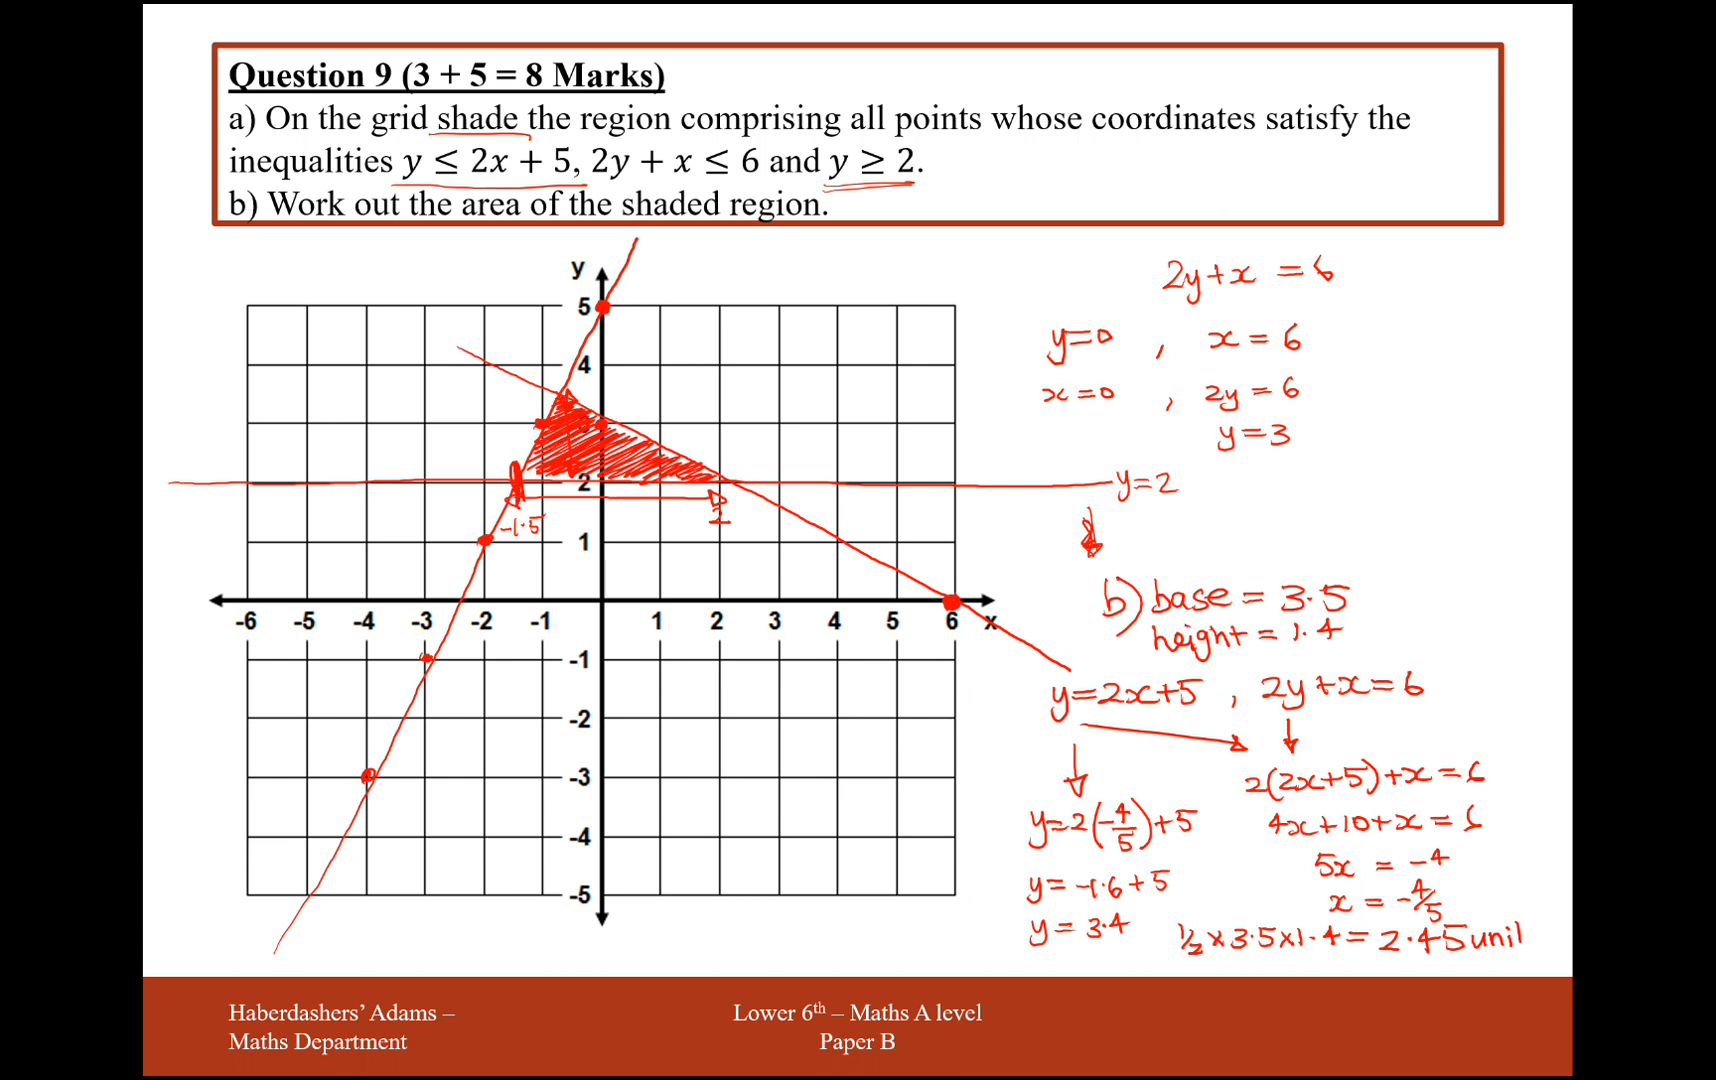 Question 9 (3 + 5 = 8 Marks)
a) On the grid shade the region comprising all points whose coordinates satisfy the
inequalities y ≤ 2x + 5, 2y + x ≤ 6 and y ≥ 2.
b) Work out the area of the shaded region.
y
5
4
2
1
-6 -5 -4 -3 -2 -1 1 2 3 4 5 6 x
-1
-2
-3
-4
-5
-1.5
2
2y+x = 6
y=0 , x = 6
x=0 , 2y = 6
y=3
y=2
b) base = 3.5
height = 1.4
y=2x+5 , 2y+x=6
2(2x+5)+x=6
4x+10+x=6
5x = -4
x = -4/5
y=2(-4/5)+5
y=-1.6+5
y = 3.4
1/2 x 3.5x1.4= 2.45 unit
Haberdashers' Adams –
Maths Department
Lower 6th – Maths A level
Paper B